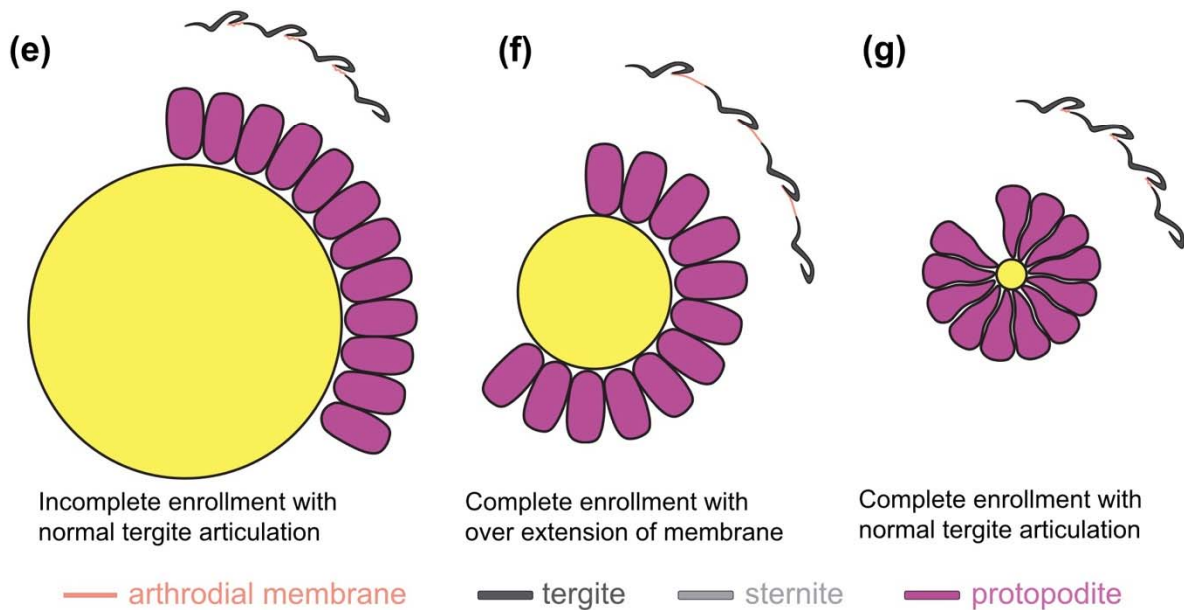 (e)
(f)
(g)
Incomplete enrollment with
normal tergite articulation
Complete enrollment with
over extension of membrane
Complete enrollment with
normal tergite articulation
arthrodial membrane
tergite
sternite
protopodite